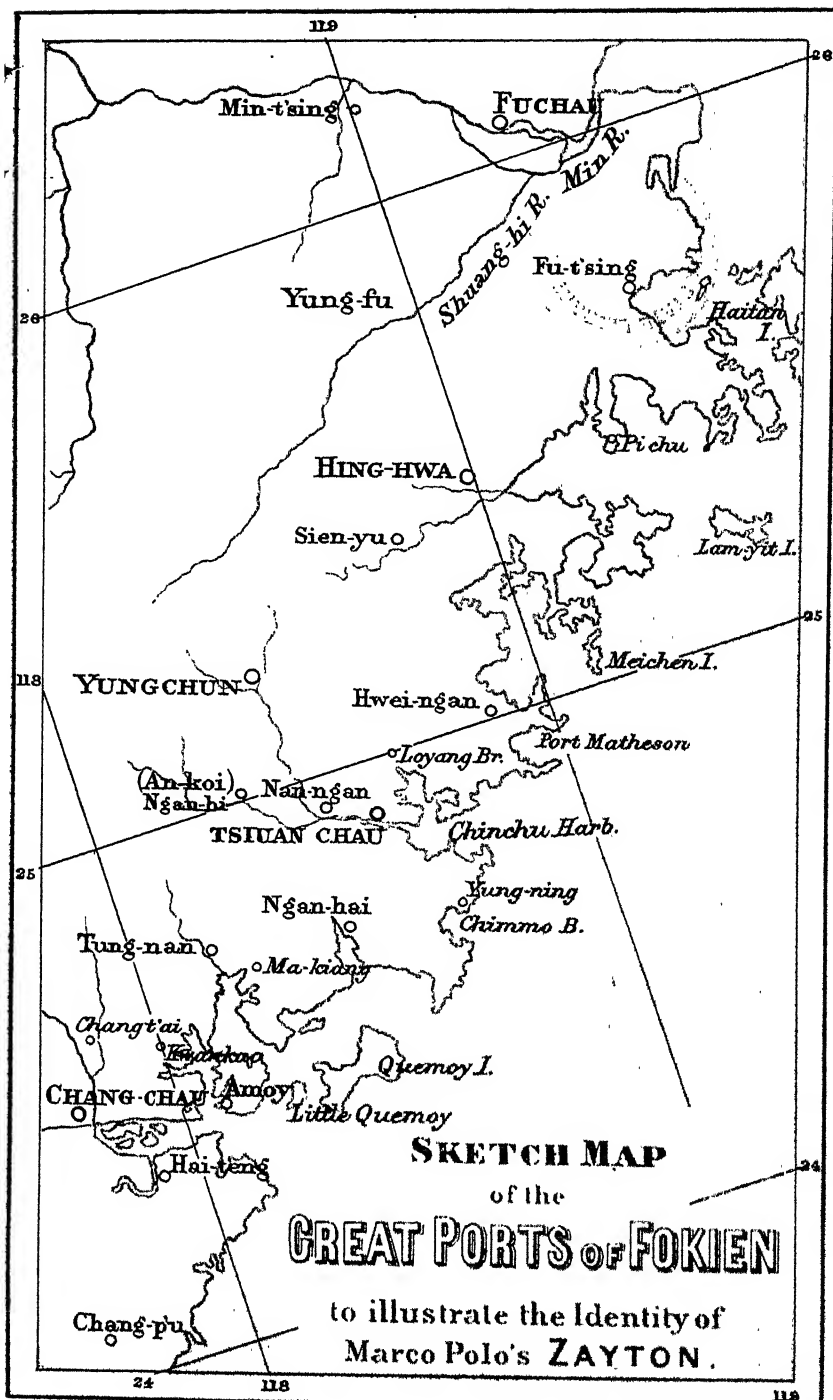 119
26
Min-t'sing
FUCHAU
Min R.
Shuang-hi R.
Yung-fu
Fu-t'sing
Haitan
I.
26
Pi chu
HING-HWA
Sien-yu
Lam-yit I.
25
Meichen I.
118
YUNGCHUN
Hwei-ngan
Port Matheson
Loyang Br.
(An-koi)
Ngan-hi
Nan-ngan
TSIUAN CHAU
Chinchu Harb.
25
Yung-ning
Ngan-hai
Chimmo B.
Tung-nan
Ma-kiang
Changt'ai
Quemoy I.
CHANG-CHAU
Amoy
Little Quemoy
Hai-teng
24
Chang-p'u
SKETCH MAP
of the
GREAT PORTS OF FOKIEN
to illustrate the Identity of
Marco Polo's ZAYTON.
24
118
119